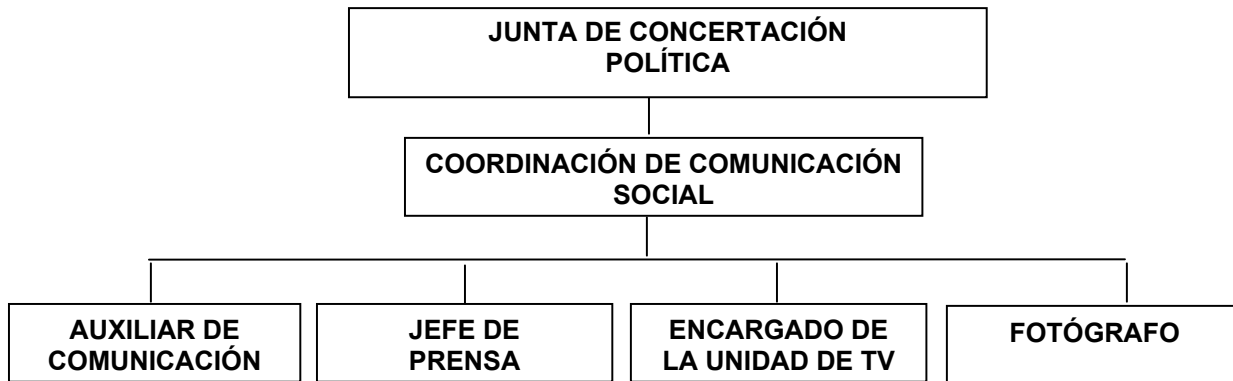 JUNTA DE CONCERTACIÓN
POLÍTICA
COORDINACIÓN DE COMUNICACIÓN
SOCIAL
AUXILIAR DE
COMUNICACIÓN
JEFE DE
PRENSA
ENCARGADO DE
LA UNIDAD DE TV
FOTÓGRAFO